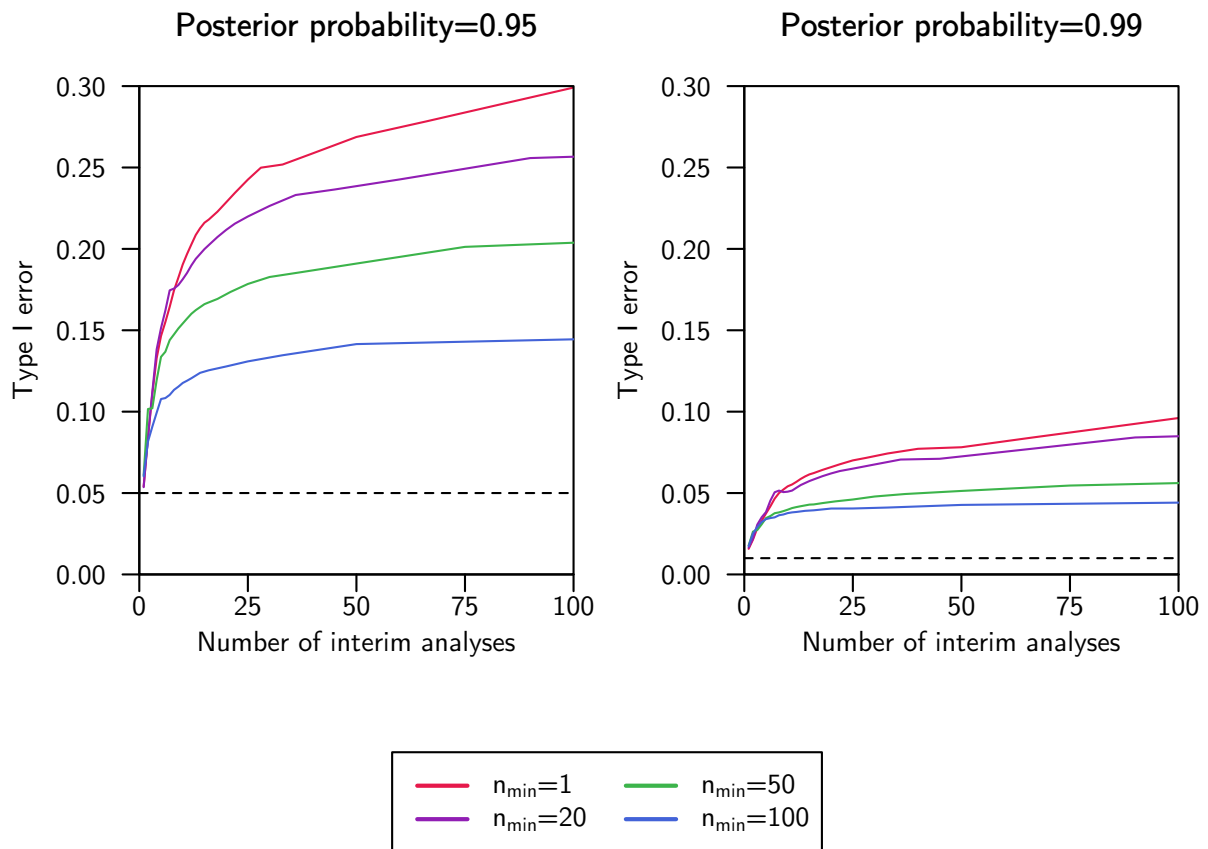 Posterior probability=0.95
Type I error
0.30
0.25
0.20
0.15
0.10
0.05
0.00
0 25 50 75 100
Number of interim analyses
Posterior probability=0.99
Type I error
0.30
0.25
0.20
0.15
0.10
0.05
0.00
0 25 50 75 100
Number of interim analyses
nmin=1
nmin=20
nmin=50
nmin=100